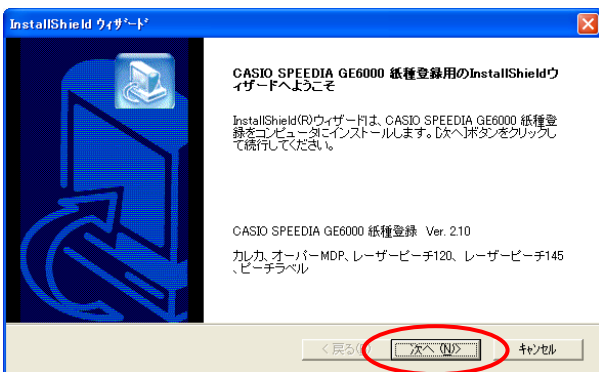 InstallShield ウィザード
CASIO SPEEDIA GE6000 紙種登録用のInstallShieldウ
ィザードへようこそ
InstallShield(R)ウィザードは、CASIO SPEEDIA GE6000 紙種登
録をコンピュータにインストールします。[次へ]ボタンをクリックし
て続行してください。
CASIO SPEEDIA GE6000 紙種登録 Ver. 2.10
カレカ、オーパーMDP、レーザーピーチ120、レーザーピーチ145
、ピーチラベル
< 戻る(B) 次へ(N)> キャンセル